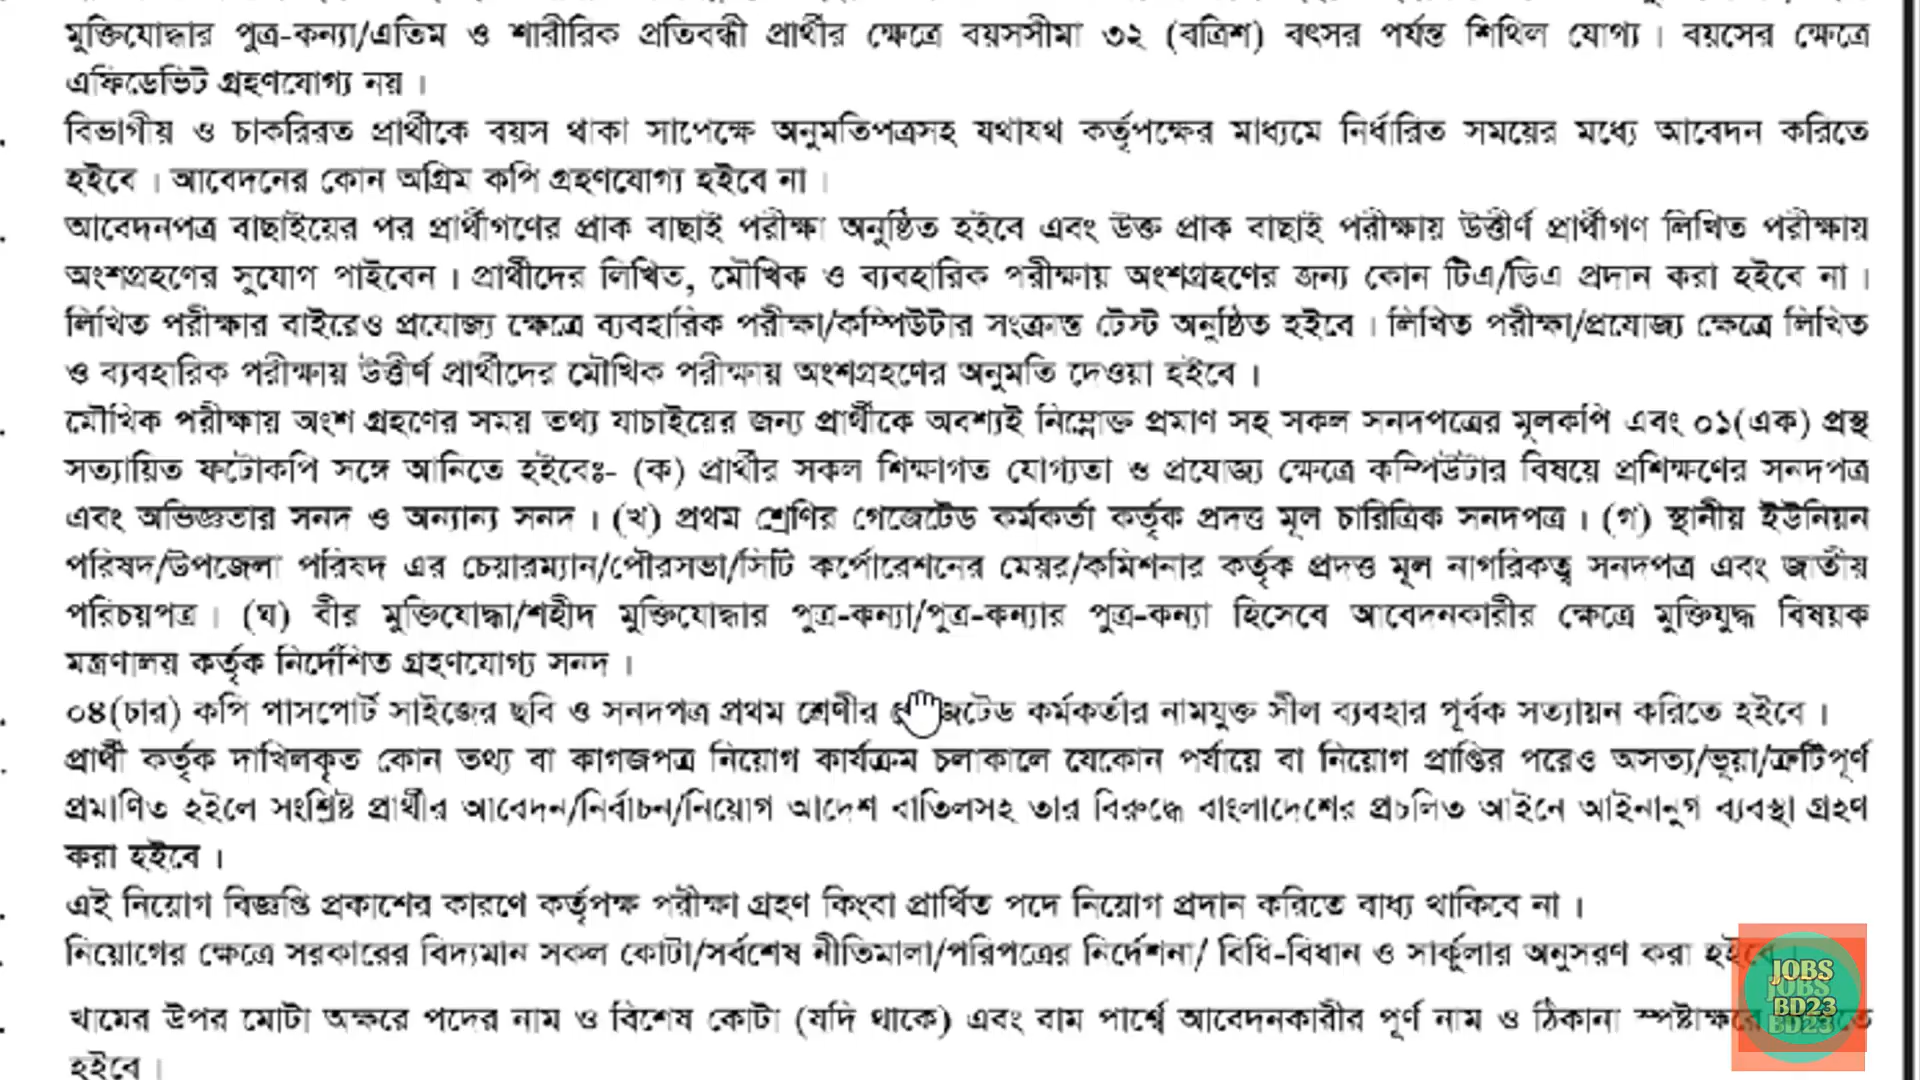 মুক্তিযোদ্ধার পুত্র-কন্যা/এতিম ও শারীরিক প্রতিবন্ধী প্রার্থীর ক্ষেত্রে বয়সসীমা ৩২ (বত্রিশ) বৎসর পর্যন্ত শিথিল যোগ্য। বয়সের ক্ষেত্রে
এফিডেভিট গ্রহণযোগ্য নয়।
বিভাগীয় ও চাকরিরত প্রার্থীকে বয়স থাকা সাপেক্ষে অনুমতিপত্রসহ যথাযথ কর্তৃপক্ষের মাধ্যমে নির্ধারিত সময়ের মধ্যে আবেদন করিতে
হইবে। আবেদনের কোন অগ্রিম কপি গ্রহণযোগ্য হইবে না।
আবেদনপত্র বাছাইয়ের পর প্রার্থীগণের প্রাক বাছাই পরীক্ষা অনুষ্ঠিত হইবে এবং উক্ত প্রাক বাছাই পরীক্ষায় উত্তীর্ণ প্রার্থীগণ লিখিত পরীক্ষায়
অংশগ্রহণের সুযোগ পাইবেন। প্রার্থীদের লিখিত, মৌখিক ও ব্যবহারিক পরীক্ষায় অংশগ্রহণের জন্য কোন টিএ/ডিএ প্রদান করা হইবে না।
লিখিত পরীক্ষার বাইরেও প্রযোজ্য ক্ষেত্রে ব্যবহারিক পরীক্ষা/কম্পিউটার সংক্রান্ত টেস্ট অনুষ্ঠিত হইবে। লিখিত পরীক্ষা/প্রযোজ্য ক্ষেত্রে লিখিত
ও ব্যবহারিক পরীক্ষায় উত্তীর্ণ প্রার্থীদের মৌখিক পরীক্ষায় অংশগ্রহণের অনুমতি দেওয়া হইবে।
মৌখিক পরীক্ষায় অংশ গ্রহণের সময় তথ্য যাচাইয়ের জন্য প্রার্থীকে অবশ্যই নিম্নোক্ত প্রমাণ সহ সকল সনদপত্রের মূলকপি এবং ০১(এক) প্রস্থ
সত্যায়িত ফটোকপি সঙ্গে আনিতে হইবেঃ- (ক) প্রার্থীর সকল শিক্ষাগত যোগ্যতা ও প্রযোজ্য ক্ষেত্রে কম্পিউটার বিষয়ে প্রশিক্ষণের সনদপত্র
এবং অভিজ্ঞতার সনদ ও অন্যান্য সনদ। (খ) প্রথম শ্রেণির গেজেটেড কর্মকর্তা কর্তৃক প্রদত্ত মূল চারিত্রিক সনদপত্র। (গ) স্থানীয় ইউনিয়ন
পরিষদ/উপজেলা পরিষদ এর চেয়ারম্যান/পৌরসভা/সিটি কর্পোরেশনের মেয়র/কমিশনার কর্তৃক প্রদত্ত মূল নাগরিকত্ব সনদপত্র এবং জাতীয়
পরিচয়পত্র। (ঘ) বীর মুক্তিযোদ্ধা/শহীদ মুক্তিযোদ্ধার পুত্র-কন্যা/পুত্র-কন্যার পুত্র-কন্যা হিসেবে আবেদনকারীর ক্ষেত্রে মুক্তিযুদ্ধ বিষয়ক
মন্ত্রণালয় কর্তৃক নির্দেশিত গ্রহণযোগ্য সনদ।
০৪(চার) কপি পাসপোর্ট সাইজের ছবি ও সনদপত্র প্রথম শ্রেণীর কর্মকর্তার নামযুক্ত সীল ব্যবহার পূর্বক সত্যায়ন করিতে হইবে।
প্রার্থী কর্তৃক দাখিলকৃত কোন তথ্য বা কাগজপত্র নিয়োগ কার্যক্রম চলাকালে যেকোন পর্যায়ে বা নিয়োগ প্রাপ্তির পরেও অসত্য/ভূয়া/ত্রুটিপূর্ণ
প্রমাণিত হইলে সংশ্লিষ্ট প্রার্থীর আবেদন/নির্বাচন/নিয়োগ আদেশ বাতিলসহ তার বিরুদ্ধে বাংলাদেশের প্রচলিত আইনে আইনানুগ ব্যবস্থা গ্রহণ
করা হইবে।
এই নিয়োগ বিজ্ঞপ্তি প্রকাশের কারণে কর্তৃপক্ষ পরীক্ষা গ্রহণ কিংবা প্রার্থিত পদে নিয়োগ প্রদান করিতে বাধ্য থাকিবে না।
নিয়োগের ক্ষেত্রে সরকারের বিদ্যমান সকল কোটা/সর্বশেষ নীতিমালা/পরিপত্রের নির্দেশনা/ বিধি-বিধান ও সার্কুলার অনুসরণ করা হইবে।
খামের উপর মোটা অক্ষরে পদের নাম ও বিশেষ কোটা (যদি থাকে) এবং বাম পার্শ্বে আবেদনকারীর পূর্ণ নাম ও ঠিকানা স্পষ্টাক্ষরে
হইবে।
JOBS
JOBS
BD23
BD23